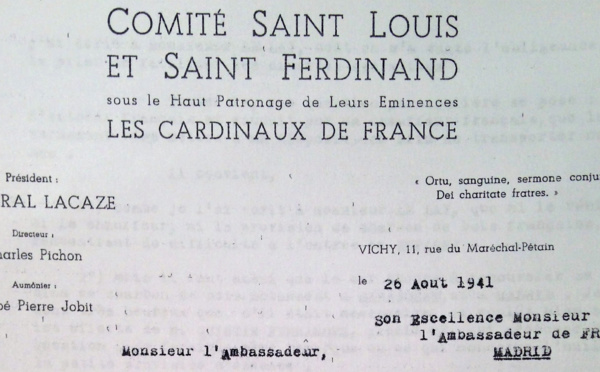 COMITÉ SAINT LOUIS
ET SAINT FERDINAND
sous le Haut Patronage de Leurs Eminences
LES CARDINAUX DE FRANCE
Président :
RAL LACAZE
Directeur :
harles Pichon
Aumônier :
bé Pierre Jobit
« Ortu, sanguine, sermone conju
Dei charitate fratres. »
VICHY, 11, rue du Maréchal-Pétain
le 26 Aout 1941
Son Excellence Monsieur
l'Ambassadeur de FR
MADRID
Monsieur l'Ambassadeur,